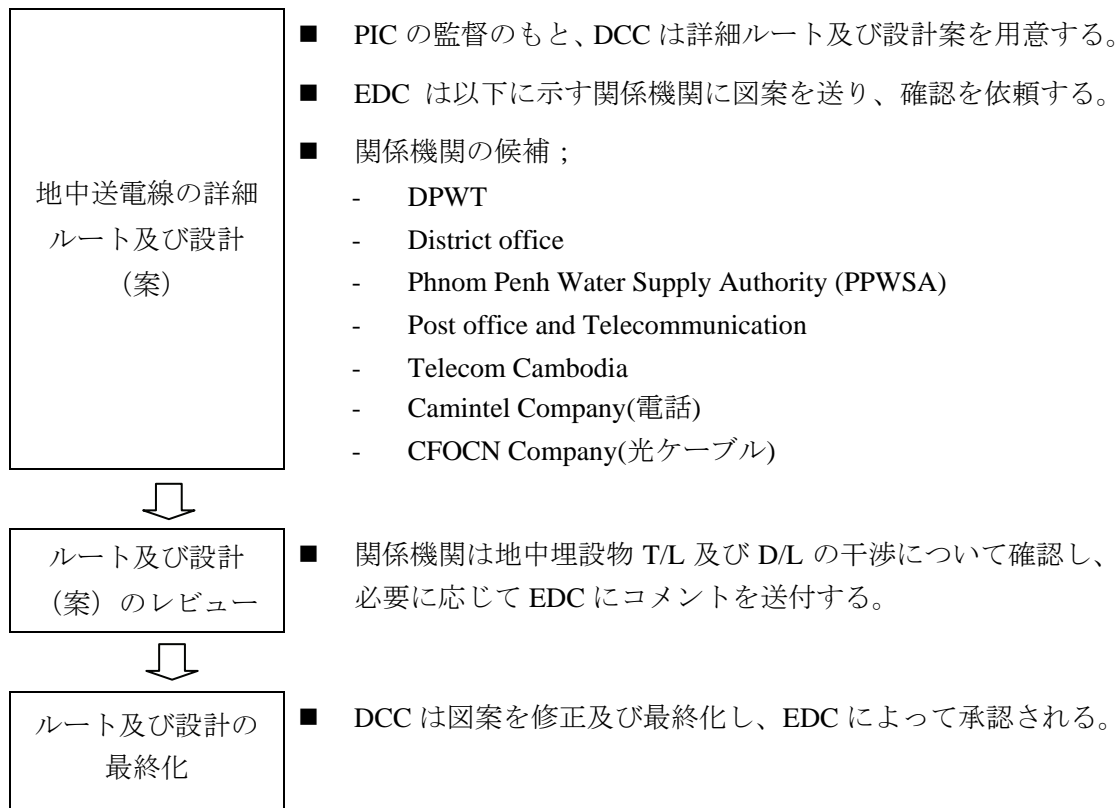 地中送電線の詳細
ルート及び設計
（案）
■ PIC の監督のもと、DCC は詳細ルート及び設計案を用意する。
■ EDC は以下に示す関係機関に図案を送り、確認を依頼する。
■ 関係機関の候補；
- DPWT
- District office
- Phnom Penh Water Supply Authority (PPWSA)
- Post office and Telecommunication
- Telecom Cambodia
- Camintel Company(電話)
- CFOCN Company(光ケーブル)
ルート及び設計
（案）のレビュー
■ 関係機関は地中埋設物 T/L 及び D/L の干渉について確認し、
必要に応じて EDC にコメントを送付する。
ルート及び設計の
最終化
■ DCC は図案を修正及び最終化し、EDC によって承認される。